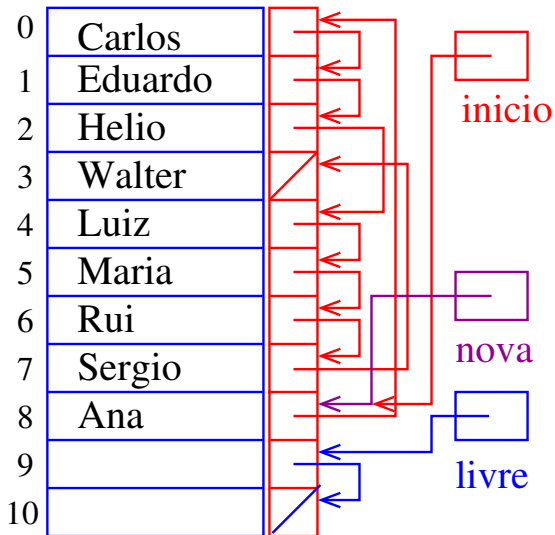 0 Carlos
1 Eduardo
inicio
2 Helio
3 Walter
4 Luiz
5 Maria
6 Rui
nova
7 Sergio
8 Ana
9
livre
10